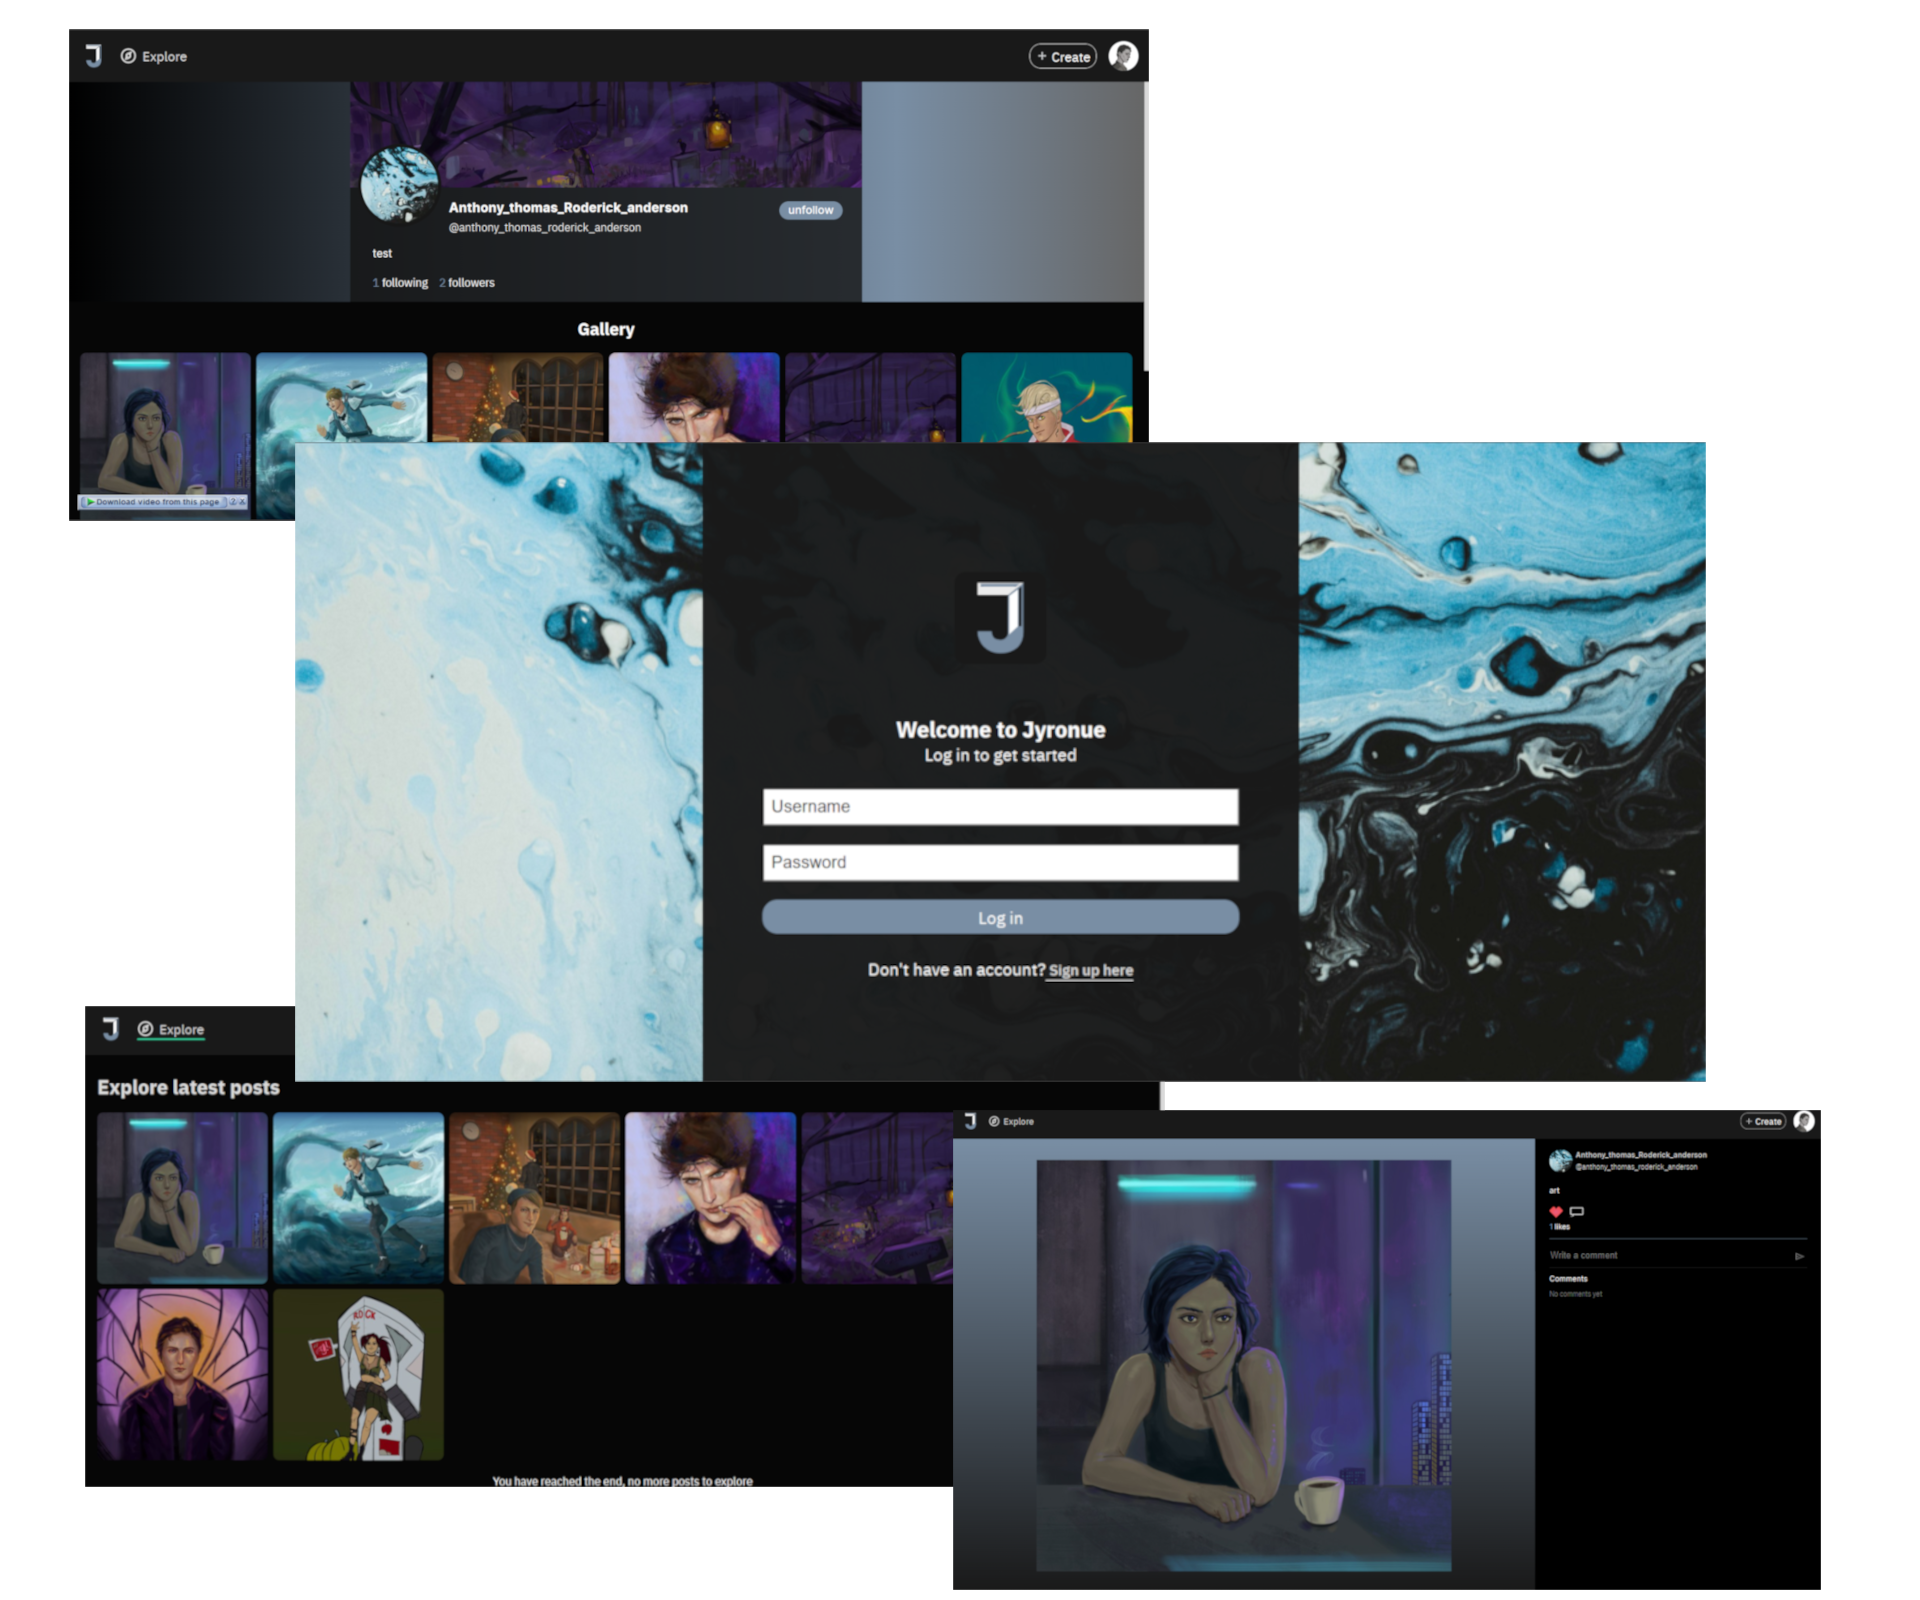 J Explore
+ Create
Anthony_thomas_Roderick_anderson
@anthony_thomas_roderick_anderson
unfollow
test
1 following 2 followers
Gallery
Download video from this page
J
Welcome to Jyronue
Log in to get started
Username
Password
Log in
Don't have an account? Sign up here
J Explore
Explore latest posts
ROCK
You have reached the end, no more posts to explore
J Explore
+ Create
Anthony_thomas_Roderick_anderson
@anthony_thomas_roderick_anderson
art
1 likes
Write a comment
Comments
No comments yet